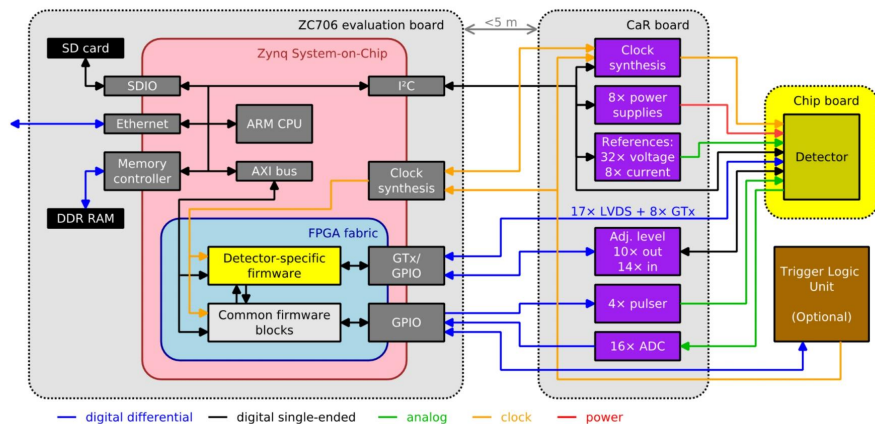 ZC706 evaluation board
<5 m
CaR board
SD card
Zynq System-on-Chip
Clock
synthesis
SDIO
I²C
8× power
supplies
Chip board
Ethernet
ARM CPU
References:
32× voltage
8× current
Detector
Memory
controller
AXI bus
Clock
synthesis
DDR RAM
17× LVDS + 8× GTx
FPGA fabric
Detector-specific
firmware
GTx/
GPIO
Adj. level
10× out
14× in
Trigger Logic
Unit
(Optional)
Common firmware
blocks
GPIO
4× pulser
16× ADC
digital differential
digital single-ended
analog
clock
power